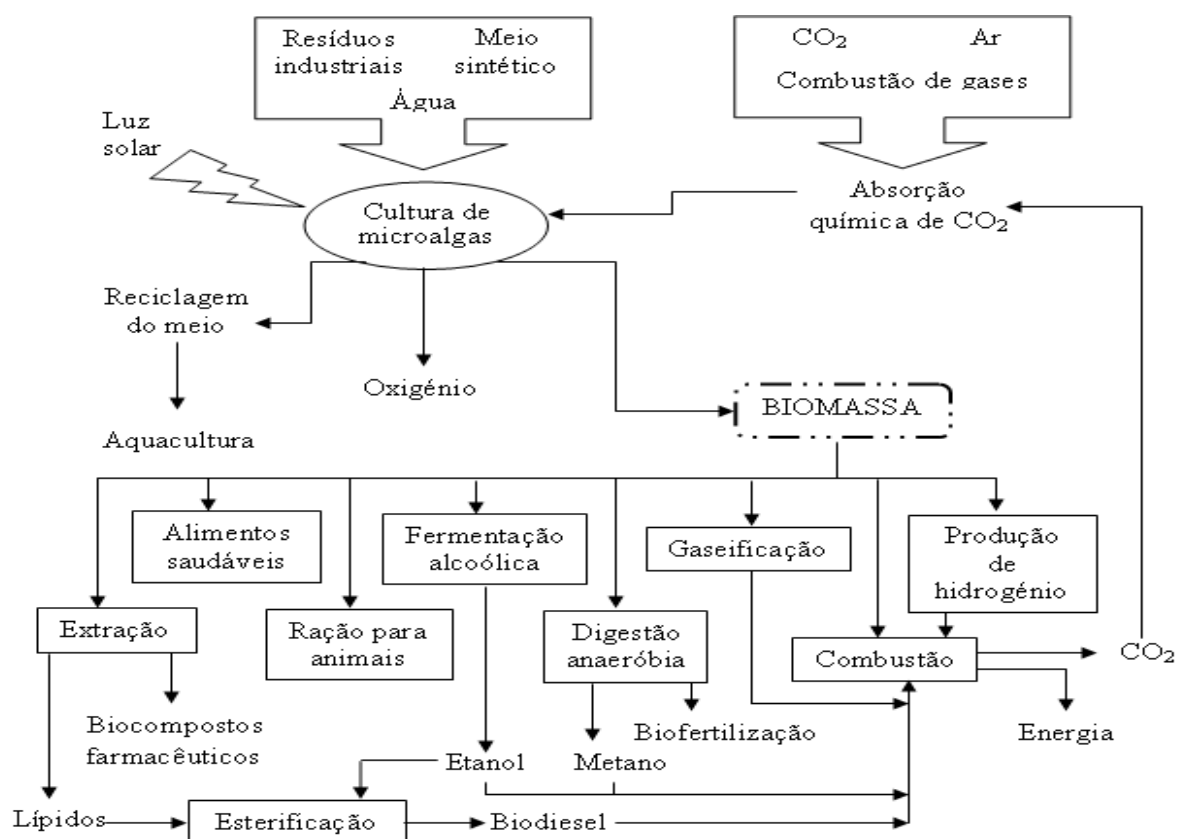 Resíduos
industriais
Meio
sintético
Água
CO₂ Ar
Combustão de gases
Luz
solar
Cultura de
microalgas
Absorção
química de CO₂
Reciclagem
do meio
Oxigénio
BIOMASSA
Aquacultura
Alimentos
saudáveis
Fermentação
alcoólica
Gaseificação
Produção
de
hidrogénio
Extração
Ração para
animais
Digestão
anaeróbia
Combustão
CO₂
Biocompostos
farmacêuticos
Biofertilização
Energia
Etanol
Metano
Lípidos
Esterificação
Biodiesel